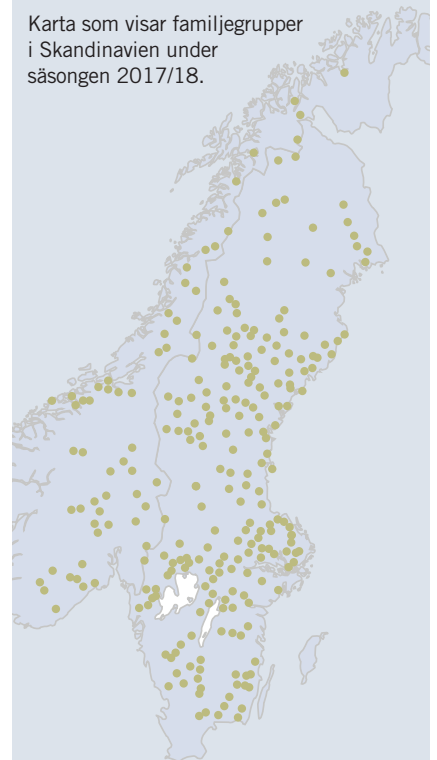 Karta som visar familjegrupper
i Skandinavien under
säsongen 2017/18.